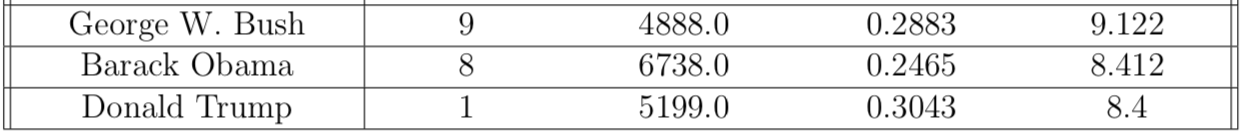 George W. Bush 9 4888.0 0.2883 9.122
Barack Obama 8 6738.0 0.2465 8.412
Donald Trump 1 5199.0 0.3043 8.4